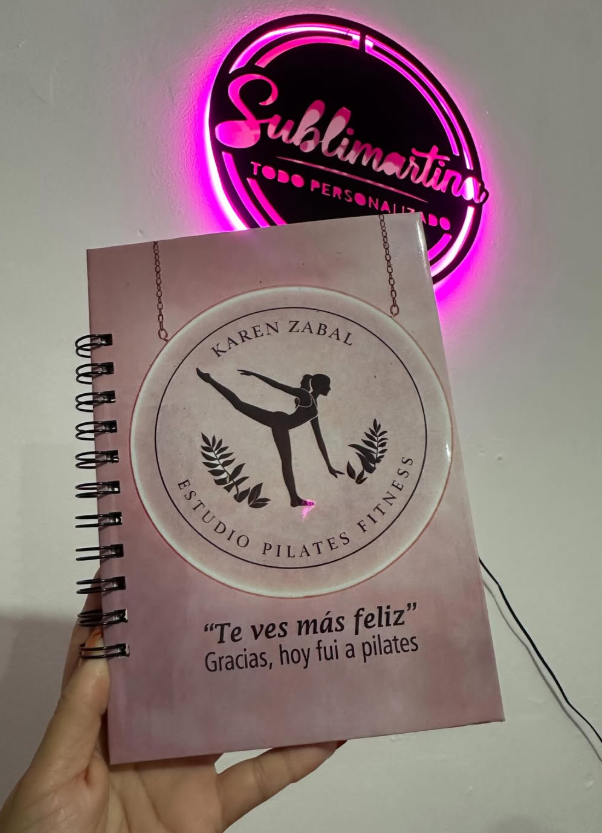 Sublimartina
TODO PERSONALIZADO
KAREN ZABAL
ESTUDIO PILATES FITNESS
“Te ves más feliz”
Gracias, hoy fui a pilates